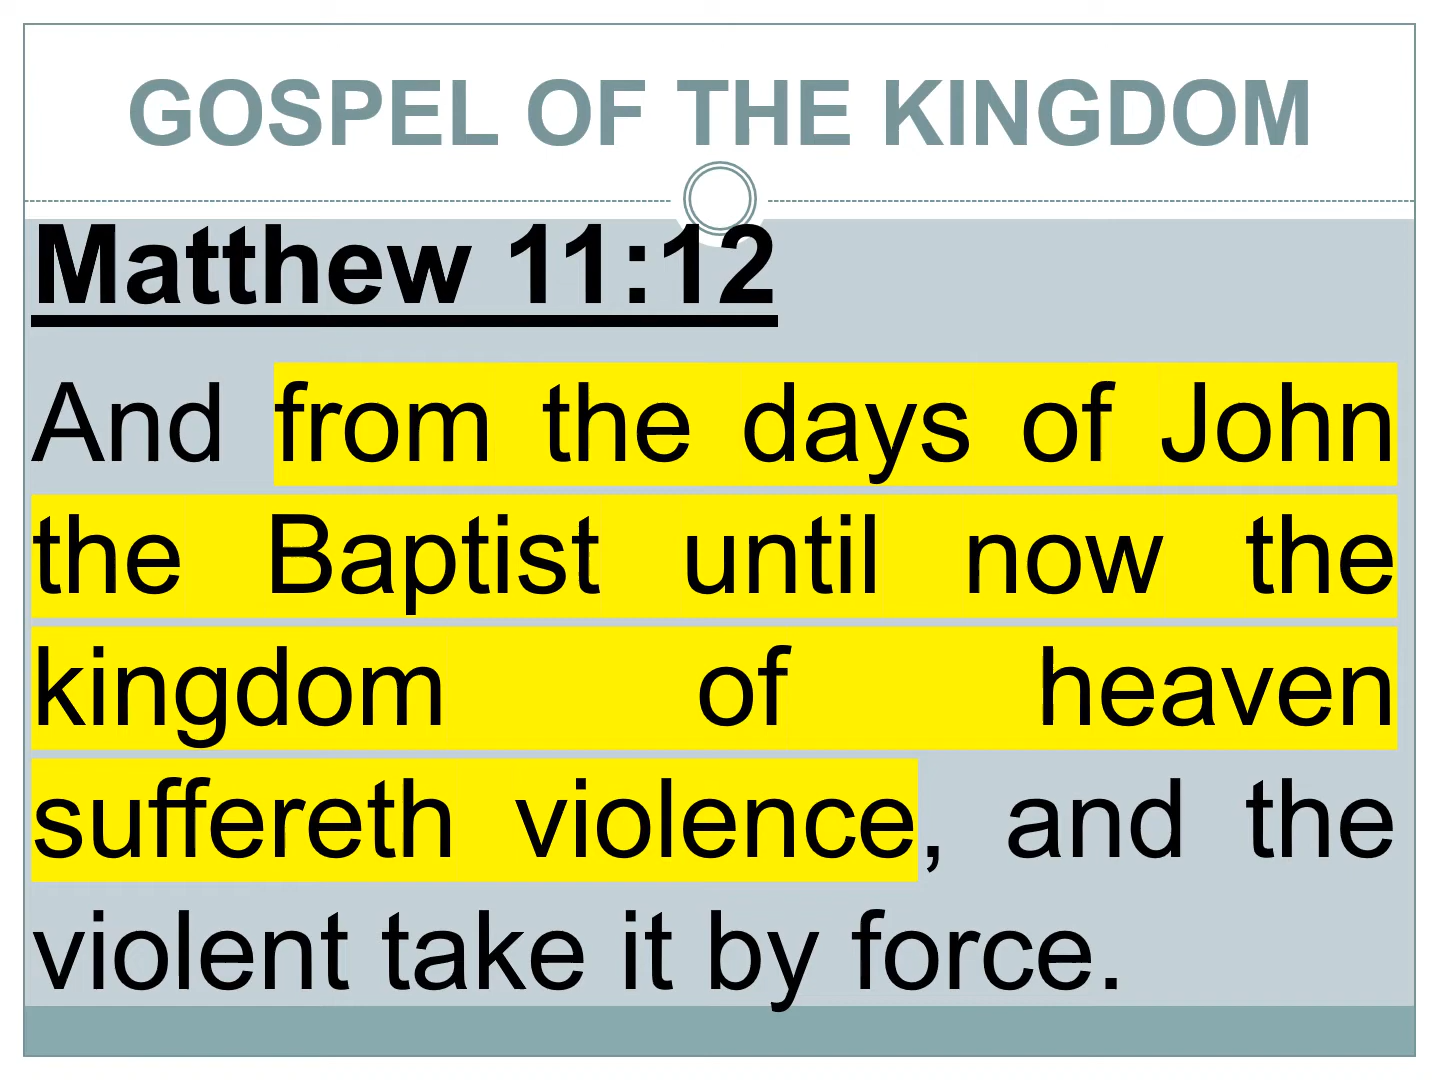 GOSPEL OF THE KINGDOM
Matthew 11:12
And from the days of John
the Baptist until now the
kingdom of heaven
suffereth violence, and the
violent take it by force.